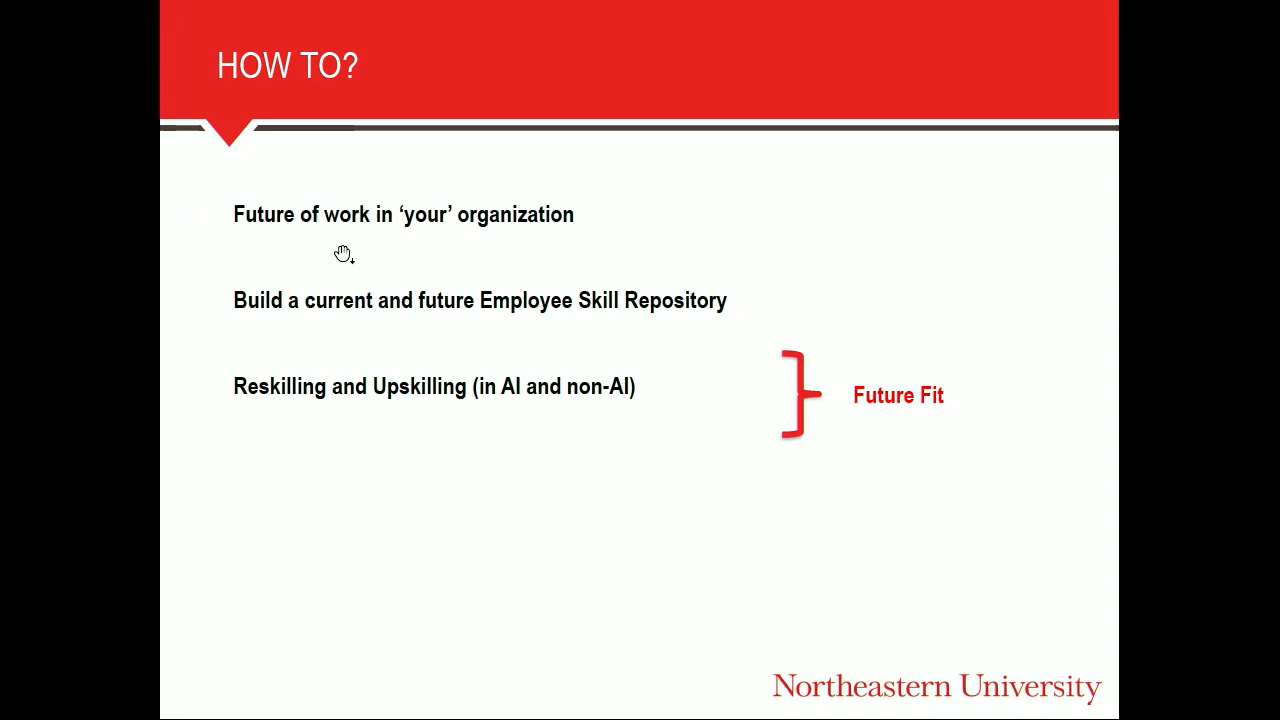 HOW TO?
Future of work in ‘your’ organization
Build a current and future Employee Skill Repository
Reskilling and Upskilling (in AI and non-AI)
Future Fit
Northeastern University